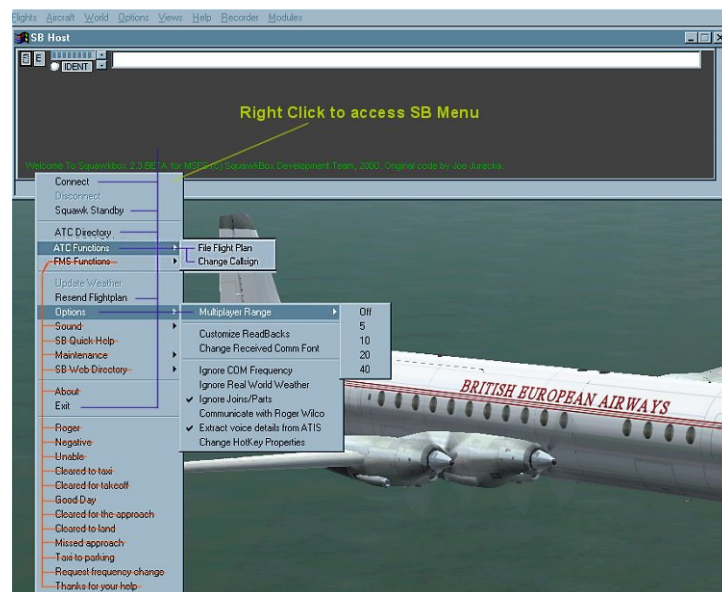 Flights Aircraft World Options Views Help Recorder Modules
SB Host
E IDENT
Right Click to access SB Menu
Welcome To Squawkbox 2.3 BETA for MSFS (c) SquawkBox Development Team, 2000. Original code by Joe Jurecka.
Connect
Disconnect
Squawk Standby
ATC Directory
ATC Functions
File Flight Plan
FMS Functions
Change Callsign
Update Weather
Resend Flightplan
Options
Multiplayer Range
Off
Sound
5
SB Quick Help
Customize ReadBacks
10
Maintenance
Change Received Comm Font
20
SB Web Directory
Ignore COM Frequency
40
About
Ignore Real World Weather
Exit
Ignore Joins/Parts
Communicate with Roger Wilco
Extract voice details from ATIS
Change HotKey Properties
BRITISH EUROPEAN AIRWAYS
Roger
Negative
Unable
Cleared to taxi
Cleared for takeoff
Good Day
Cleared for the approach
Cleared to land
Missed approach
Taxi to parking
Request frequency change
Thanks for your help